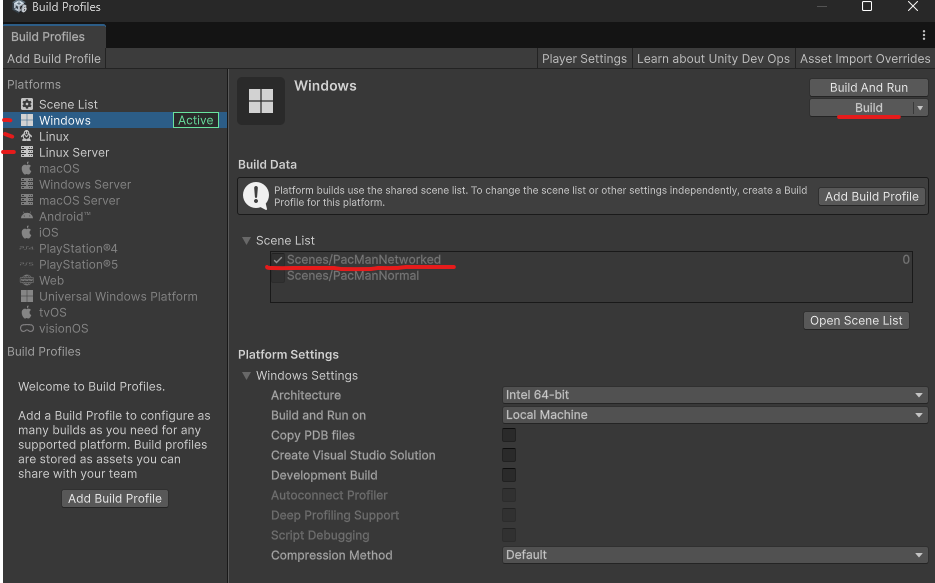 Build Profiles
Build Profiles
Add Build Profile
Player Settings
Learn about Unity Dev Ops
Asset Import Overrides
Platforms
Scene List
Windows
Active
Linux
Linux Server
macOS
Windows Server
macOS Server
Android™
iOS
PlayStation®4
PlayStation®5
Web
Universal Windows Platform
tvOS
visionOS
Build Profiles
Welcome to Build Profiles.
Add a Build Profile to configure as
many builds as you need for any
supported platform. Build profiles
are stored as assets you can
share with your team
Add Build Profile
Windows
Build And Run
Build
Build Data
Platform builds use the shared scene list. To change the scene list or other settings independently, create a Build
Profile for this platform.
Add Build Profile
Scene List
Scenes/PacManNetworked 0
Scenes/PacManNormal
Open Scene List
Platform Settings
Windows Settings
Architecture Intel 64-bit
Build and Run on Local Machine
Copy PDB files
Create Visual Studio Solution
Development Build
Autoconnect Profiler
Deep Profiling Support
Script Debugging
Compression Method Default